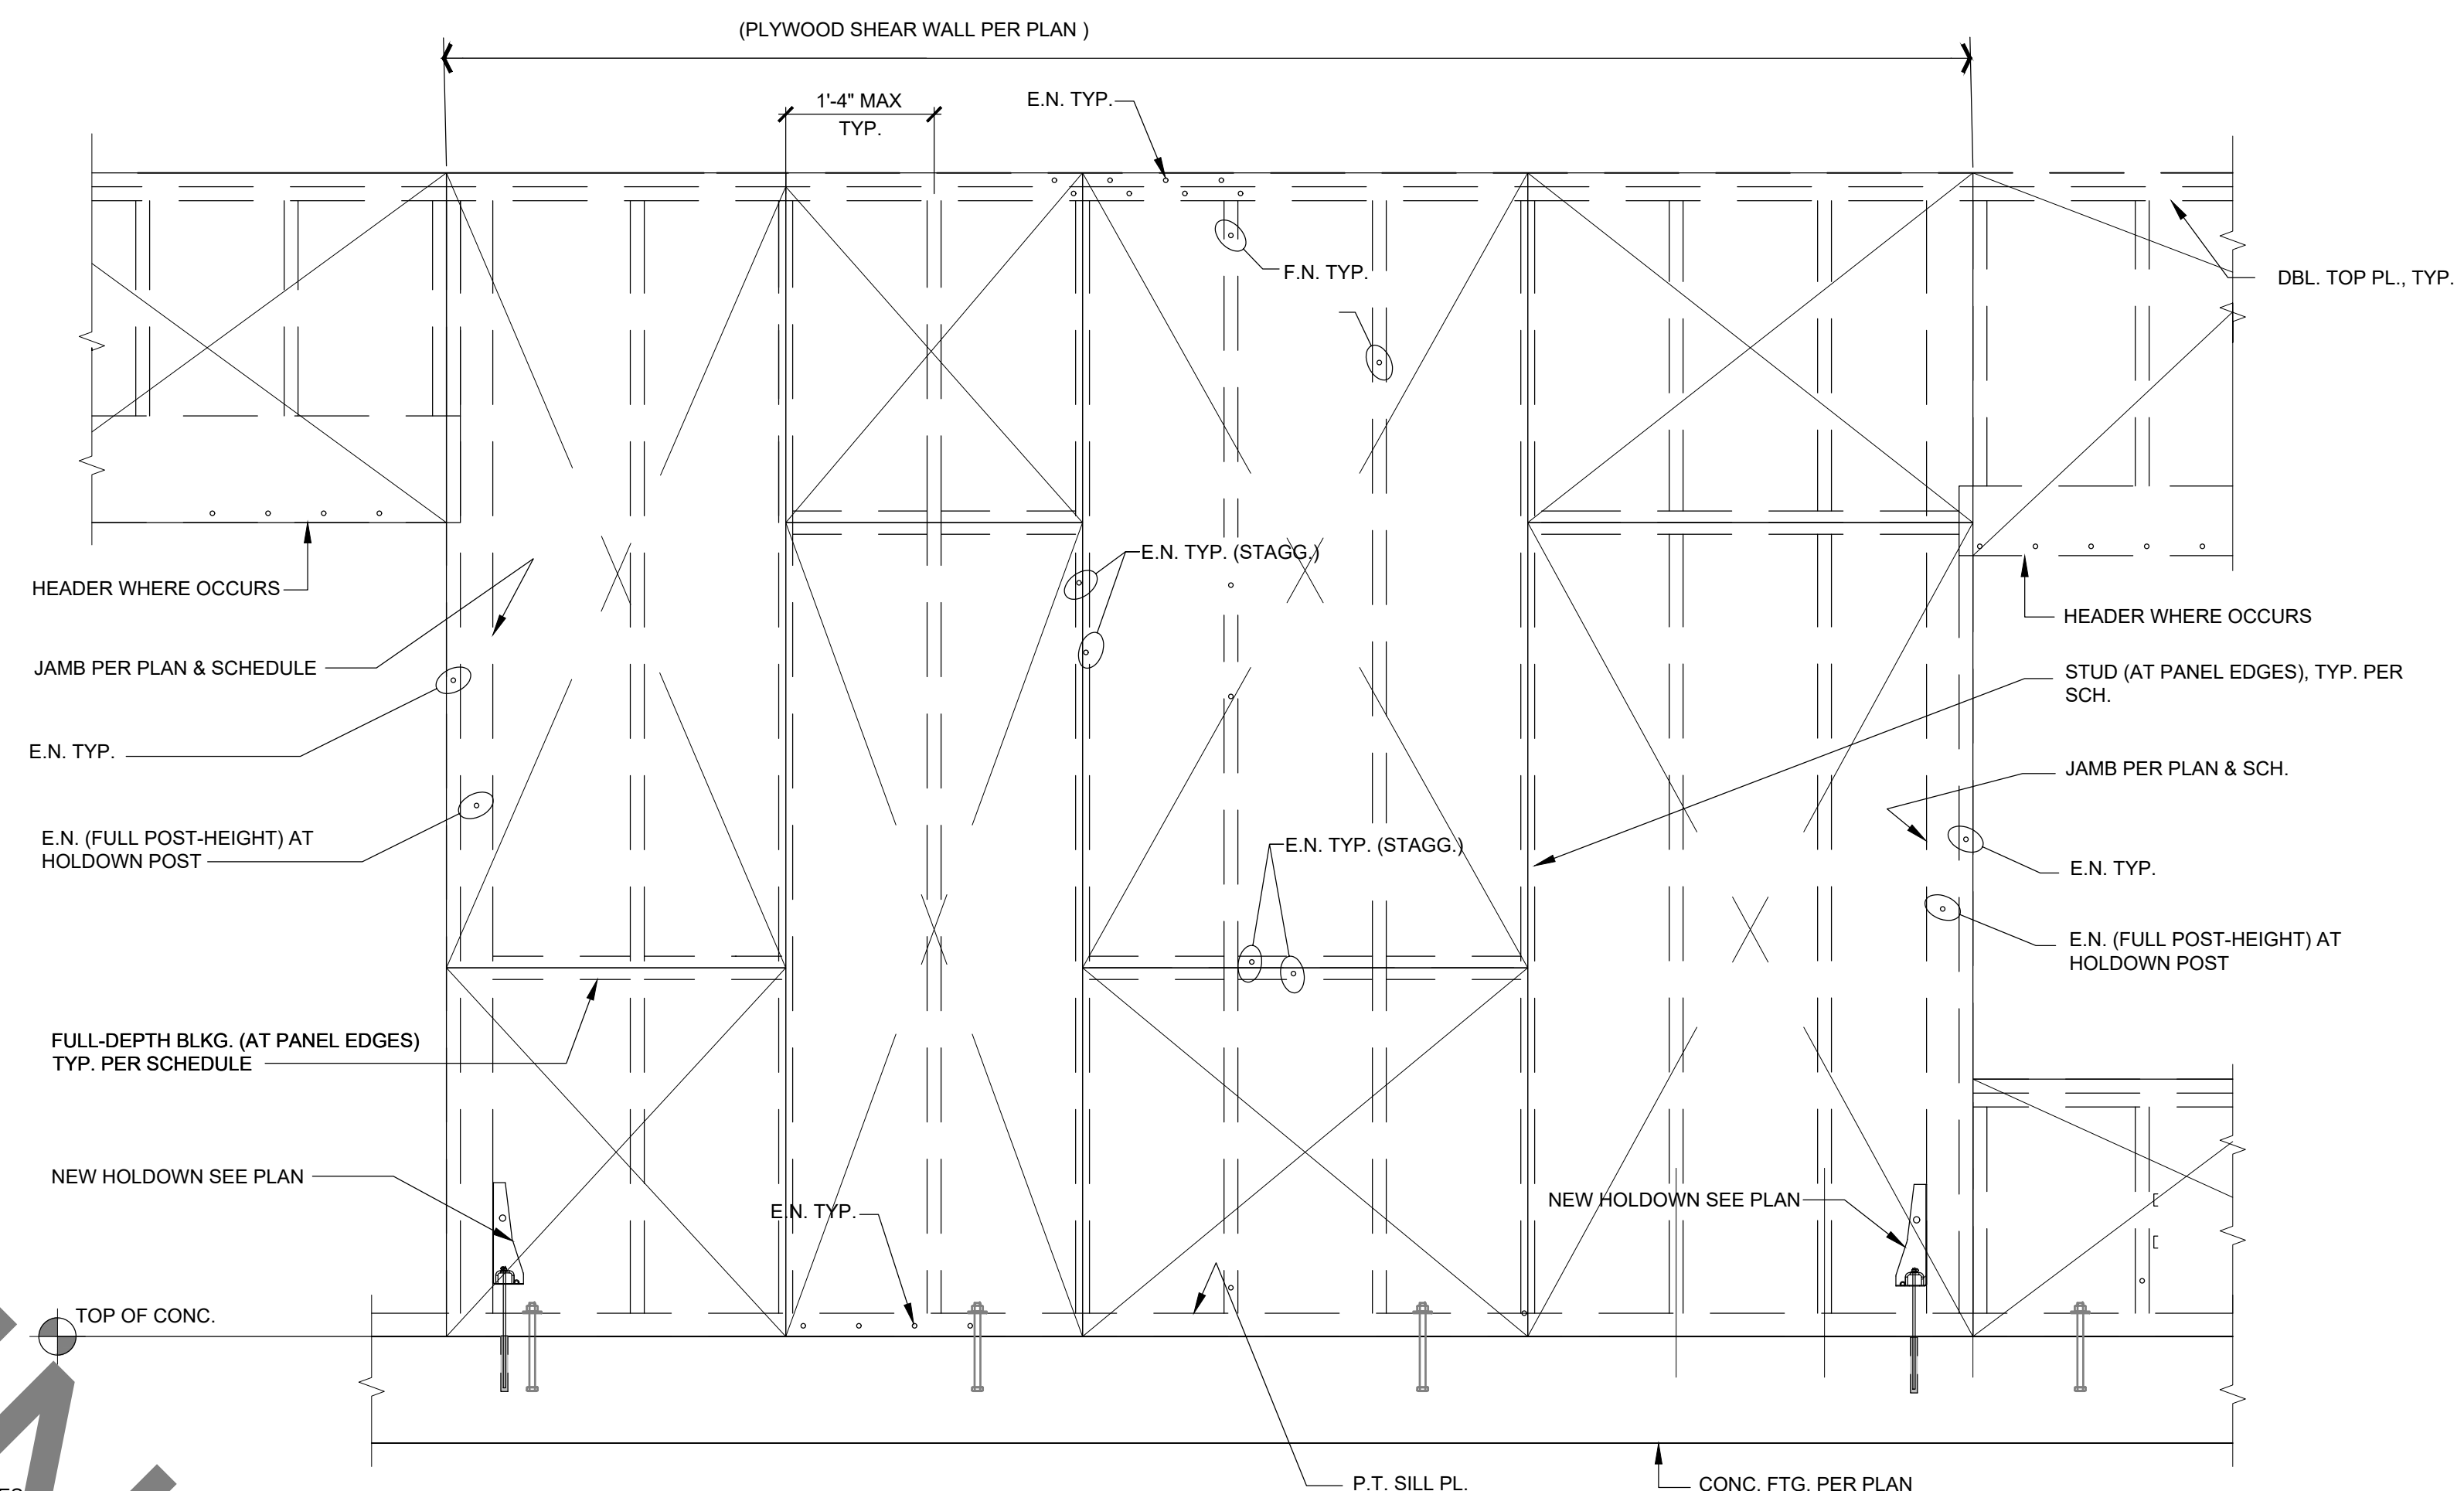 (PLYWOOD SHEAR WALL PER PLAN )
1'-4" MAX
TYP.
E.N. TYP.
F.N. TYP.
DBL. TOP PL., TYP.
E.N. TYP. (STAGG.)
HEADER WHERE OCCURS
HEADER WHERE OCCURS
JAMB PER PLAN & SCHEDULE
STUD (AT PANEL EDGES), TYP. PER
SCH.
E.N. TYP.
JAMB PER PLAN & SCH.
E.N. (FULL POST-HEIGHT) AT
HOLDOWN POST
E.N. TYP. (STAGG.)
E.N. TYP.
E.N. (FULL POST-HEIGHT) AT
HOLDOWN POST
FULL-DEPTH BLKG. (AT PANEL EDGES)
TYP. PER SCHEDULE
NEW HOLDOWN SEE PLAN
E.N. TYP.
NEW HOLDOWN SEE PLAN
TOP OF CONC.
P.T. SILL PL.
CONC. FTG. PER PLAN